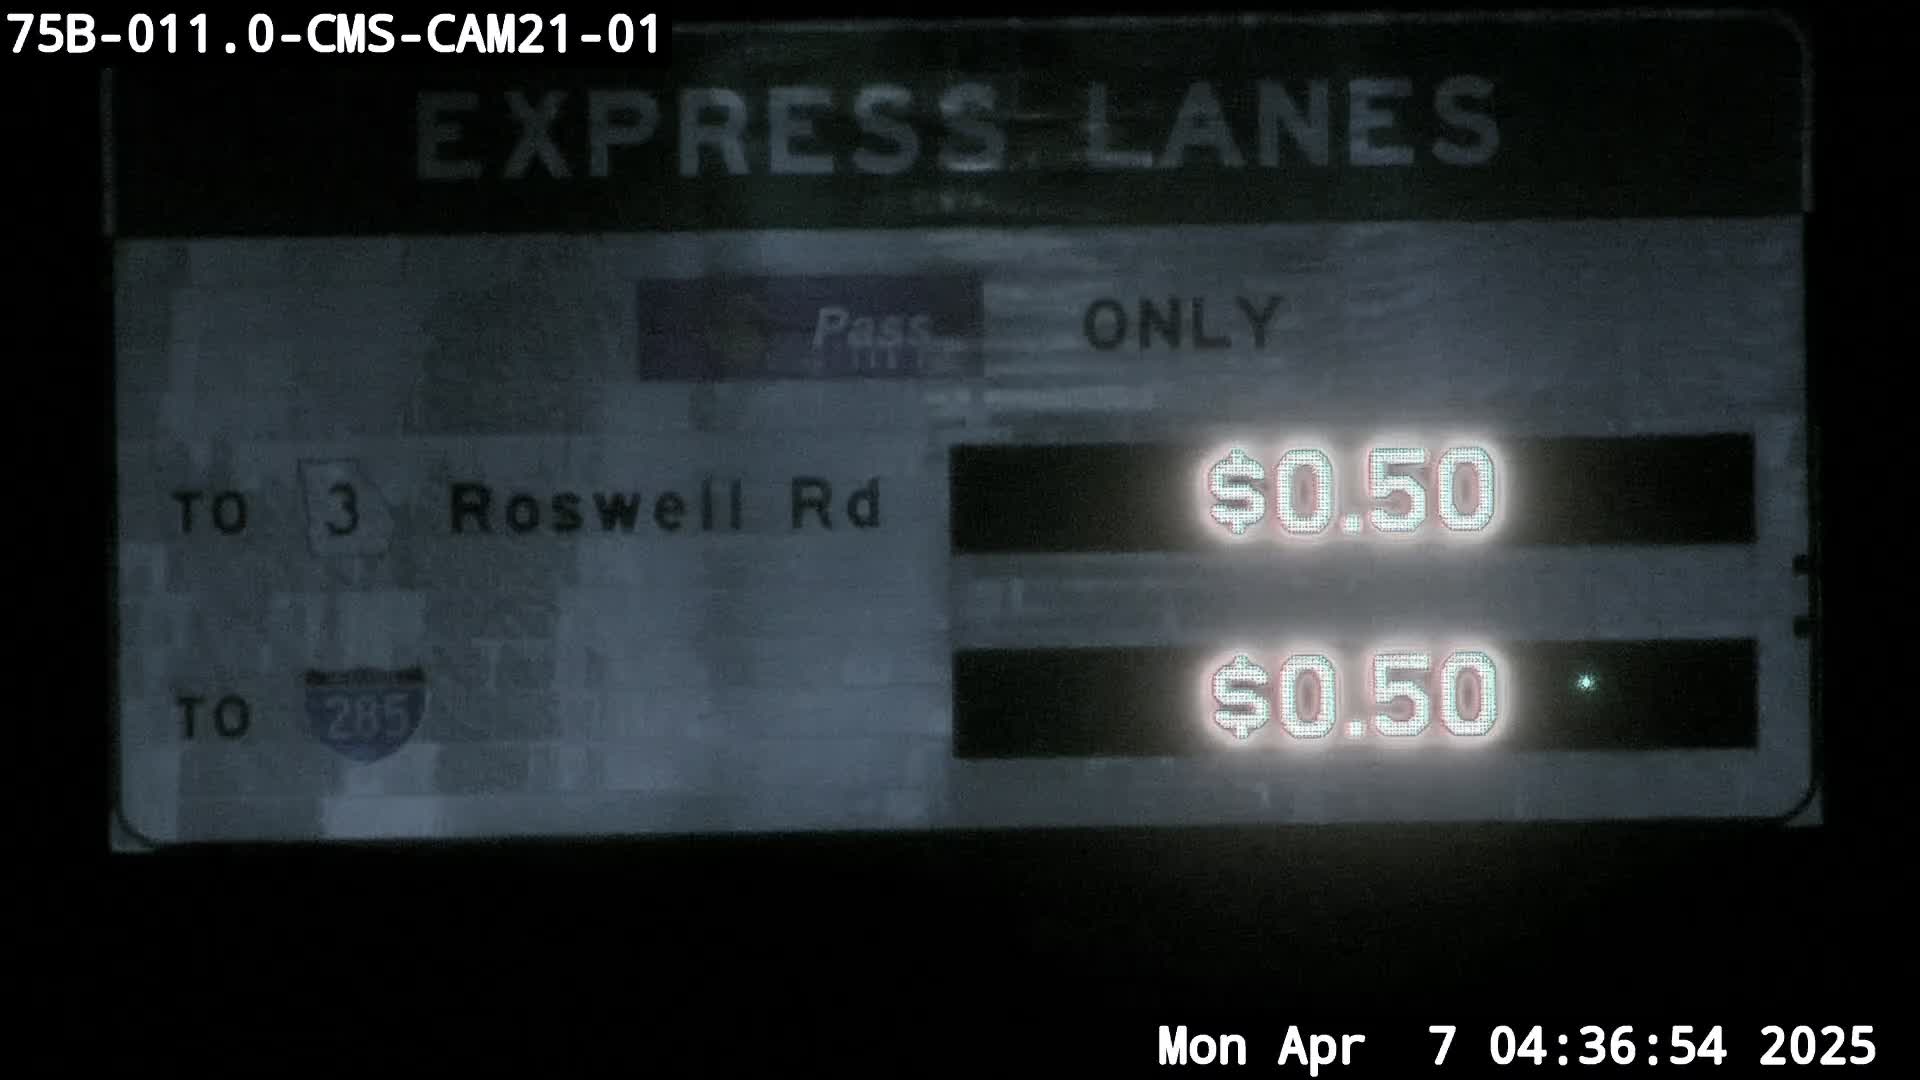 75B-011.0-CMS-CAM21-01
EXPRESS LANES
Pass ONLY
TO 3 Roswell Rd $0.50
TO 285 $0.50
Mon Apr 7 04:36:54 2025